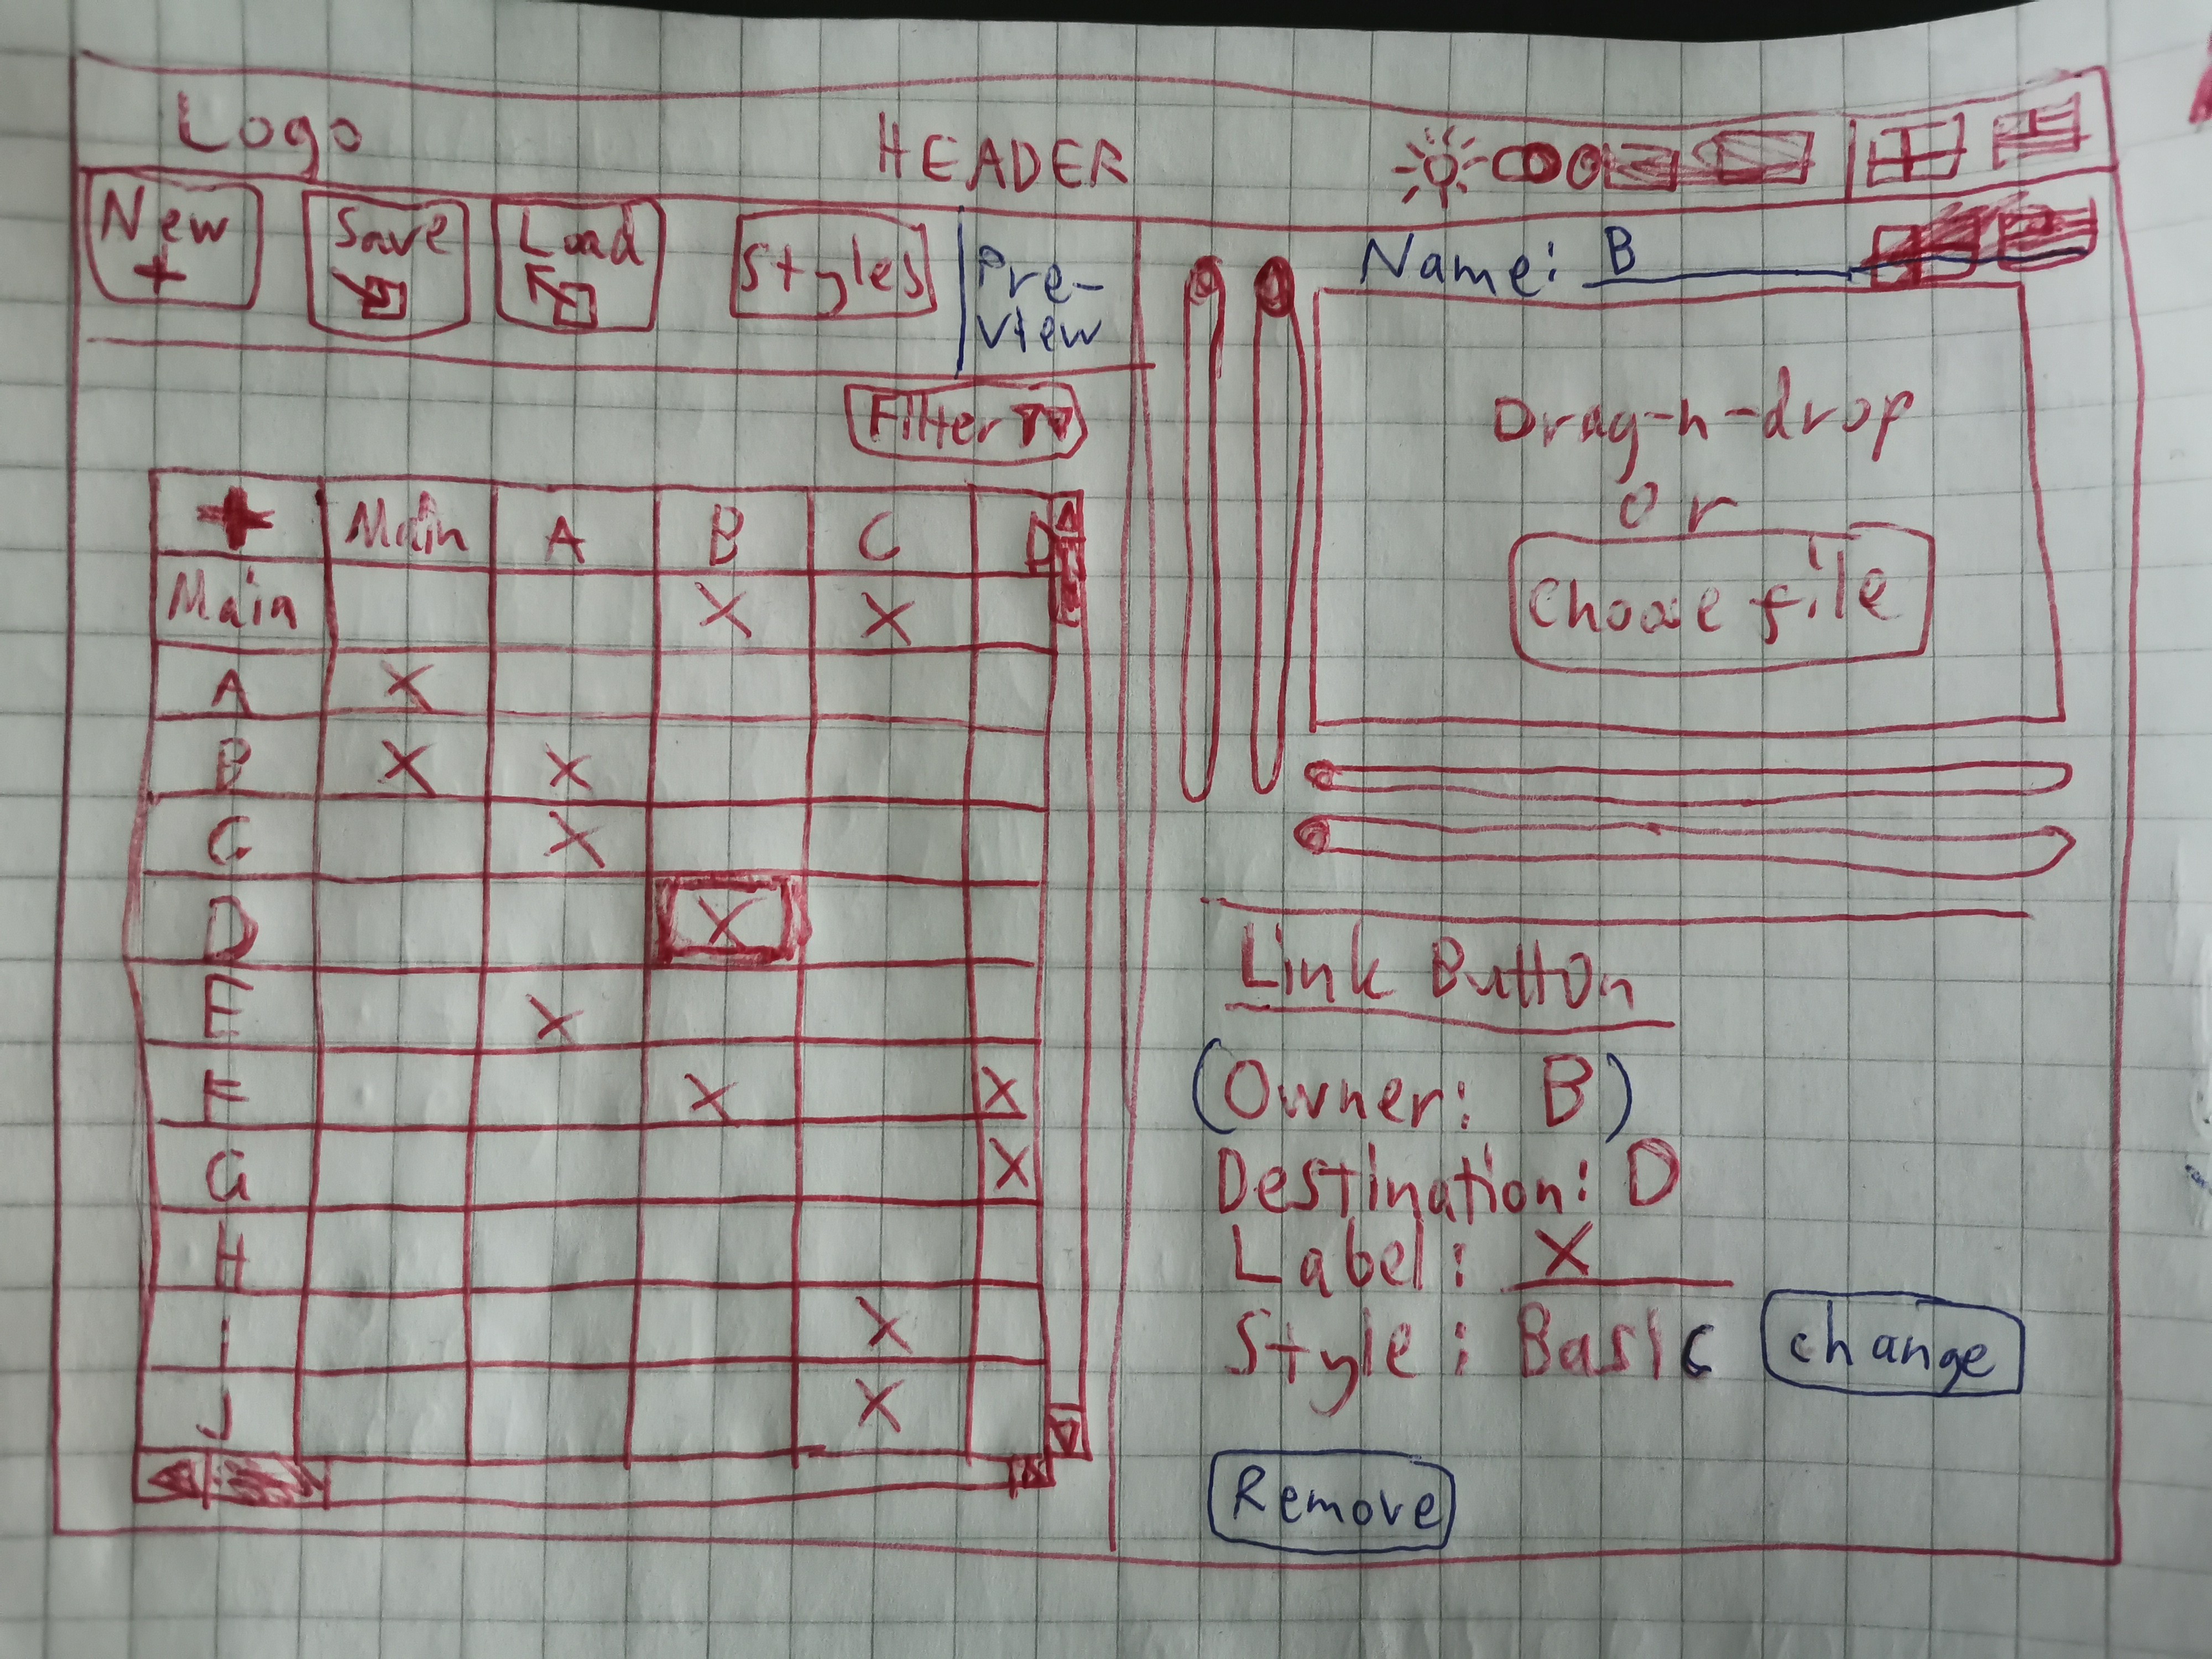 Logo
HEADER
New
+
Save
Load
Styles
Pre-
view
Filter
+ Main A B C D
Main X X
A X
B X X
C X
D X
E X
F X X
G X
H
I X
J X
Name: B
Drag-n-drop
or
Choose file
Link Button
(Owner: B)
Destination: D
Label: X
Style: Basic change
Remove